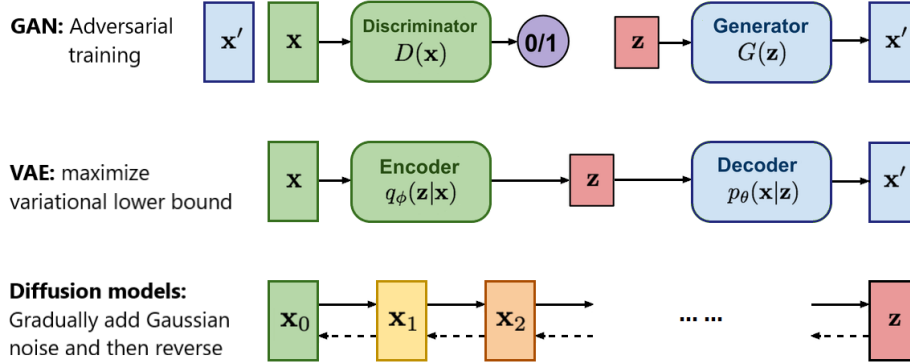 GAN: Adversarial
training
x′
x
Discriminator
D(x)
0/1
z
Generator
G(z)
x′
VAE: maximize
variational lower bound
x
Encoder
qϕ(z|x)
z
Decoder
pθ(x|z)
x′
Diffusion models:
Gradually add Gaussian
noise and then reverse
x0
x1
x2
... ...
z